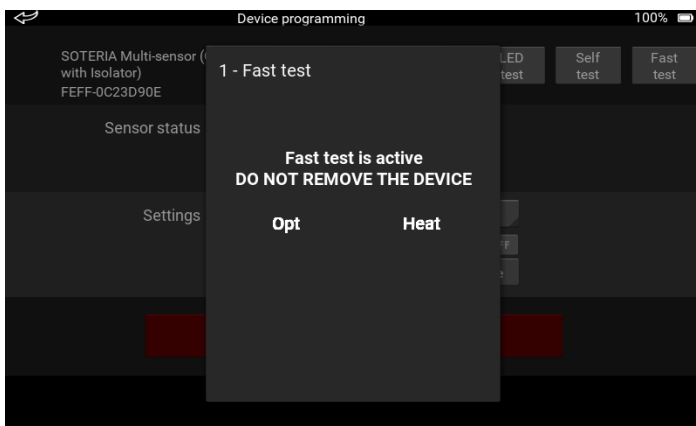 Device programming
100%
SOTERIA Multi-sensor (
with Isolator)
FEFF-0C23D90E
LED
test
Self
test
Fast
test
1 - Fast test
Sensor status
Fast test is active
DO NOT REMOVE THE DEVICE
Settings
Opt
Heat